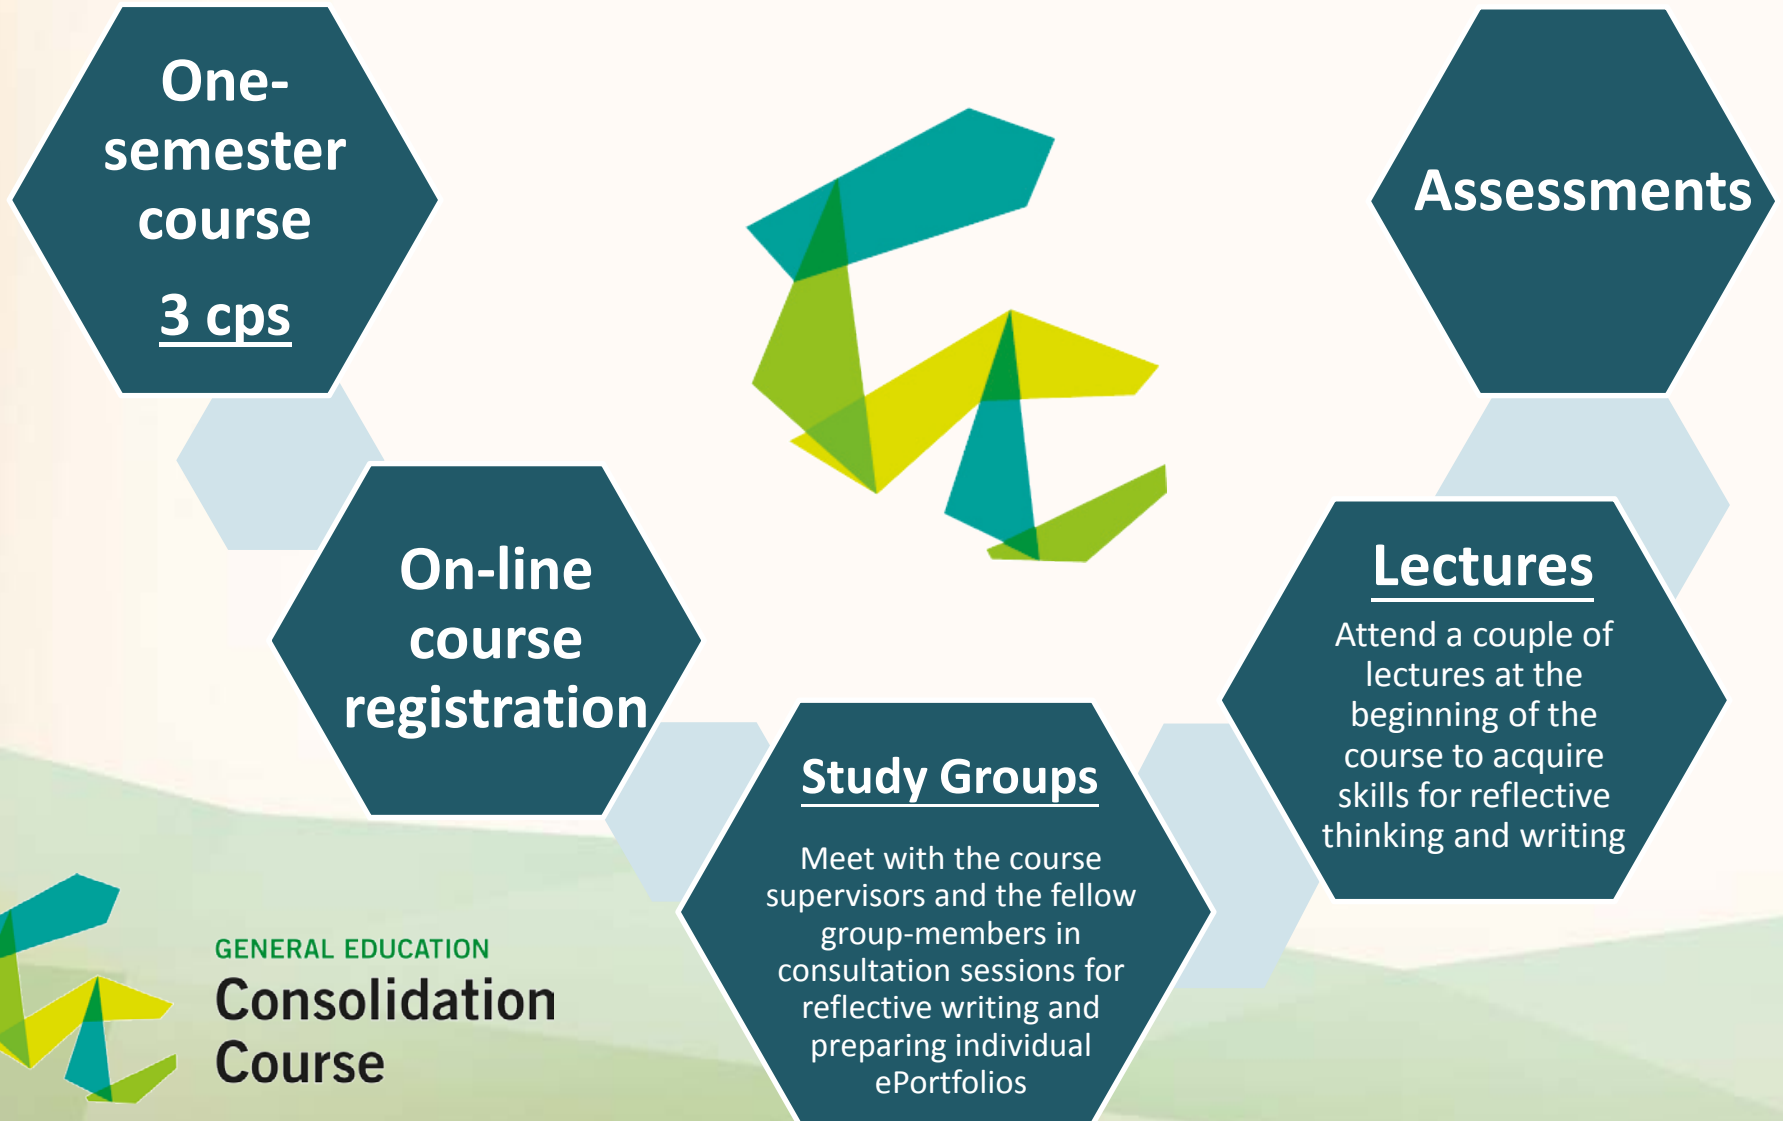 One-
semester
course
3 cps
On-line
course
registration
Study Groups
Meet with the course
supervisors and the fellow
group-members in
consultation sessions for
reflective writing and
preparing individual
ePortfolios
Lectures
Attend a couple of
lectures at the
beginning of the
course to acquire
skills for reflective
thinking and writing
Assessments
GENERAL EDUCATION
Consolidation
Course